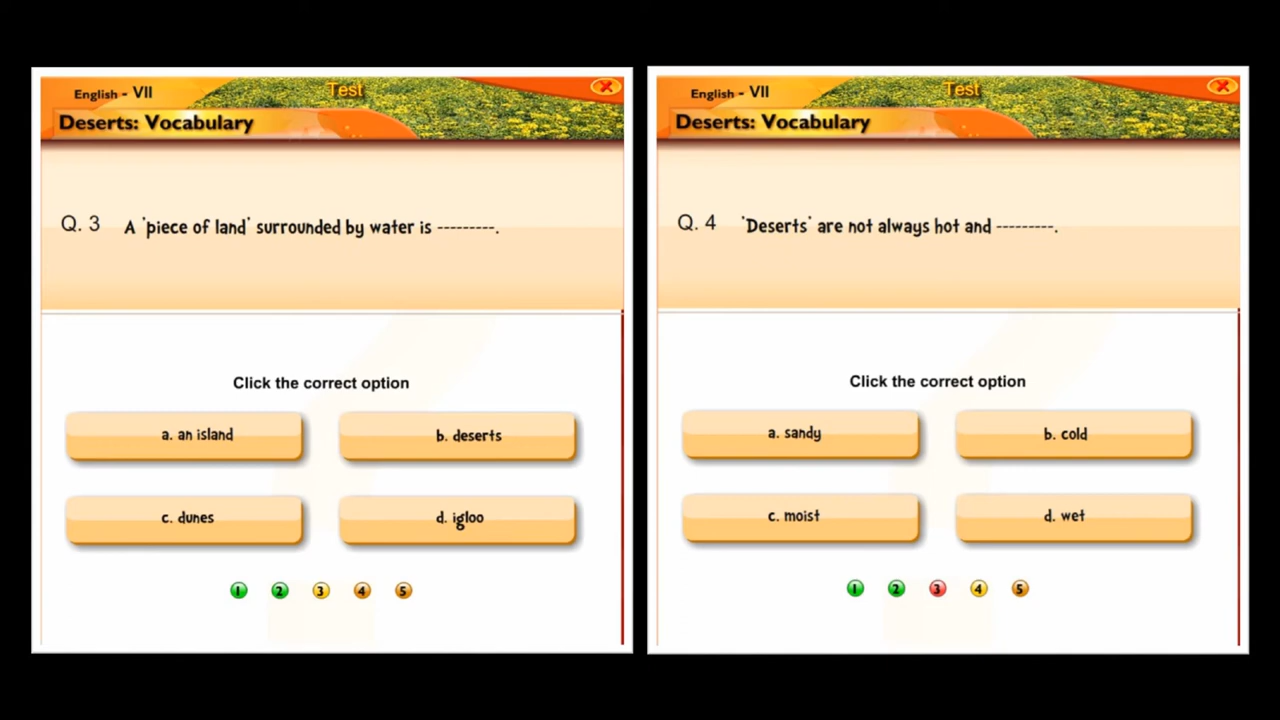 English - VII
Test
Deserts: Vocabulary
Q. 3 A 'piece of land' surrounded by water is ---------.
Click the correct option
a. an island
b. deserts
c. dunes
d. igloo
1 2 3 4 5
English - VII
Test
Deserts: Vocabulary
Q. 4 'Deserts' are not always hot and ---------.
Click the correct option
a. sandy
b. cold
c. moist
d. wet
1 2 3 4 5